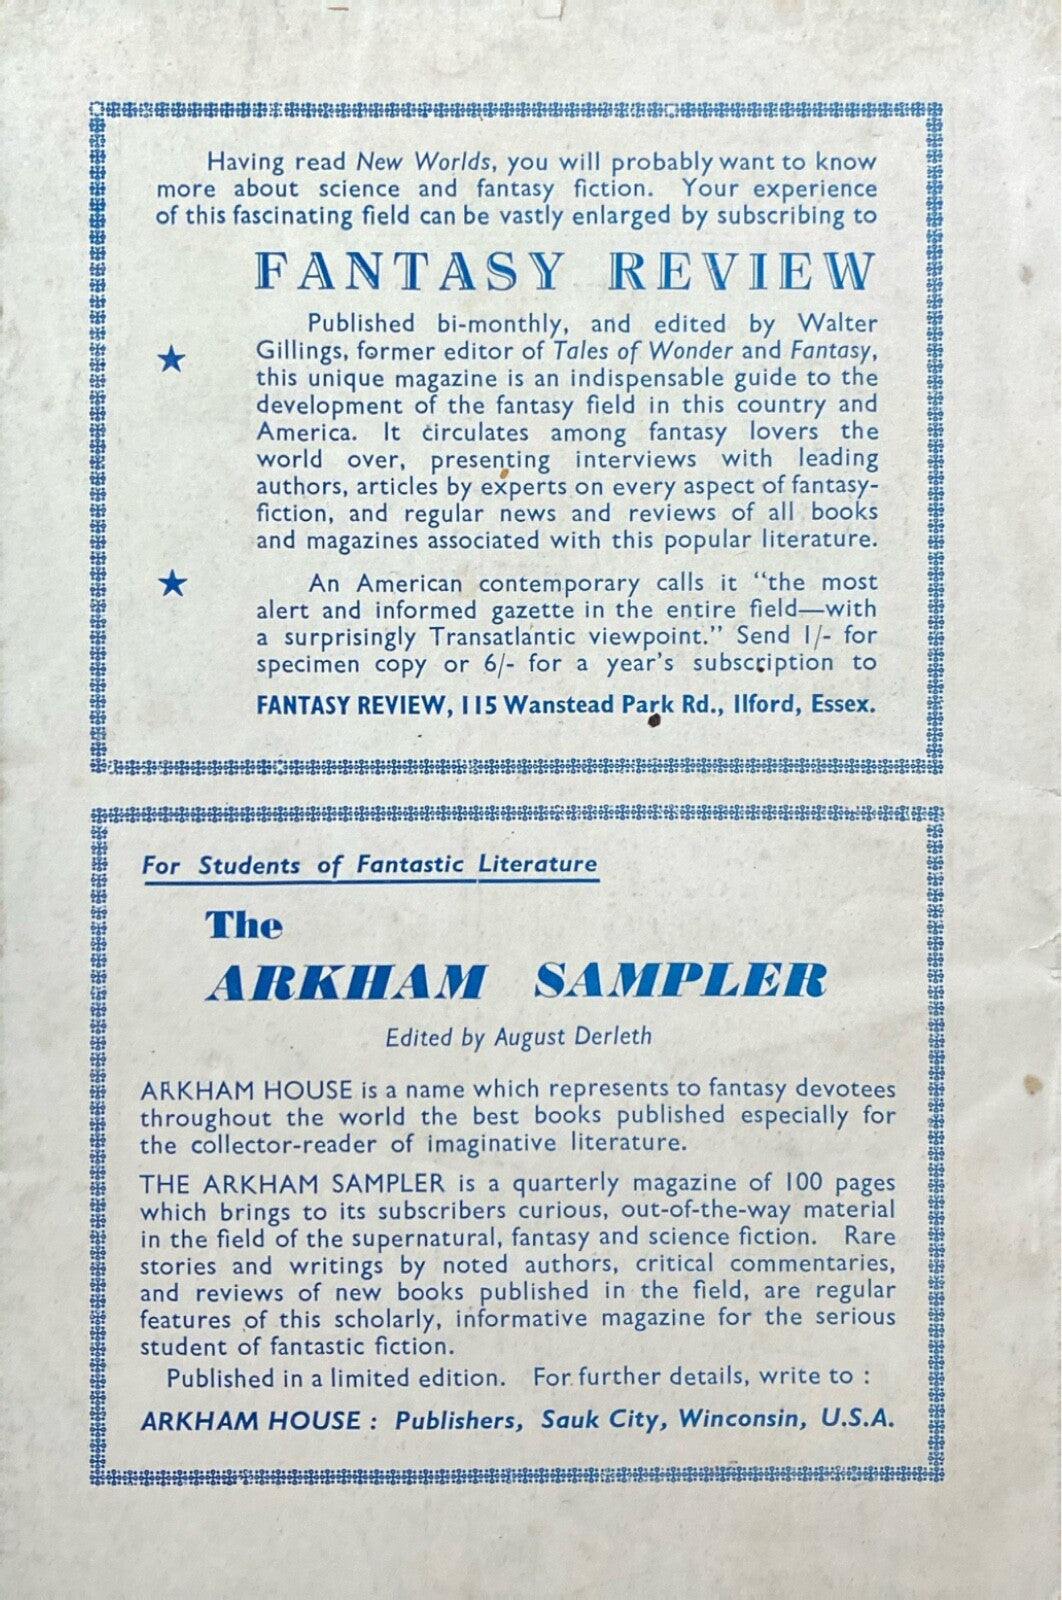 Having read New Worlds, you will probably want to know
more about science and fantasy fiction. Your experience
of this fascinating field can be vastly enlarged by subscribing to
FANTASY REVIEW
Published bi-monthly, and edited by Walter
Gillings, former editor of Tales of Wonder and Fantasy,
this unique magazine is an indispensable guide to the
development of the fantasy field in this country and
America. It circulates among fantasy lovers the
world over, presenting interviews with leading
authors, articles by experts on every aspect of fantasy-
fiction, and regular news and reviews of all books
and magazines associated with this popular literature.
An American contemporary calls it "the most
alert and informed gazette in the entire field—with
a surprisingly Transatlantic viewpoint." Send 1/- for
specimen copy or 6/- for a year's subscription to
FANTASY REVIEW, 115 Wanstead Park Rd., Ilford, Essex.
For Students of Fantastic Literature
The
ARKHAM SAMPLER
Edited by August Derleth
ARKHAM HOUSE is a name which represents to fantasy devotees
throughout the world the best books published especially for
the collector-reader of imaginative literature.
THE ARKHAM SAMPLER is a quarterly magazine of 100 pages
which brings to its subscribers curious, out-of-the-way material
in the field of the supernatural, fantasy and science fiction. Rare
stories and writings by noted authors, critical commentaries,
and reviews of new books published in the field, are regular
features of this scholarly, informative magazine for the serious
student of fantastic fiction.
Published in a limited edition. For further details, write to :
ARKHAM HOUSE : Publishers, Sauk City, Winconsin, U.S.A.